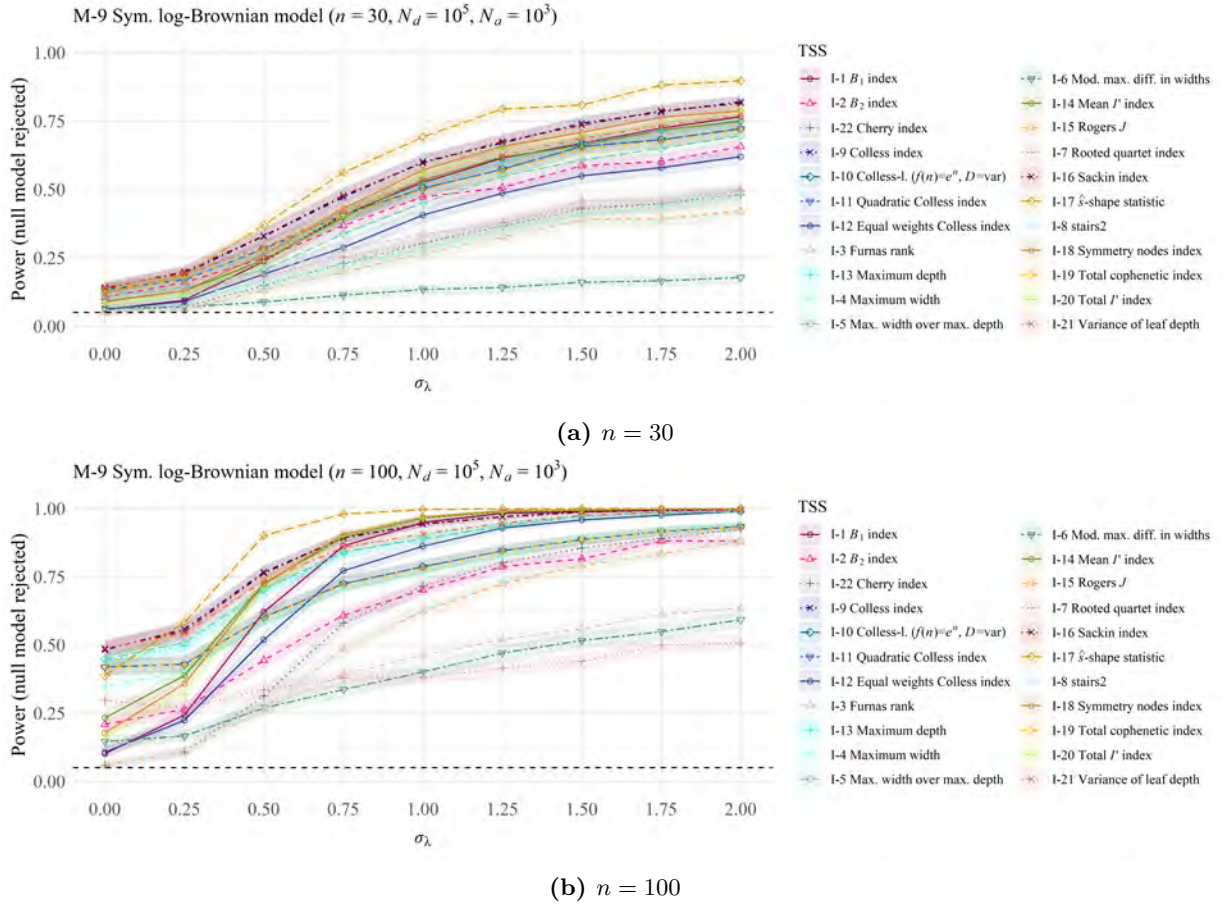 M-9 Sym. log-Brownian model (n = 30, N_d = 10^5, N_a = 10^3)
Power (null model rejected)
1.00
0.75
0.50
0.25
0.00
0.00 0.25 0.50 0.75 1.00 1.25 1.50 1.75 2.00
σ_λ
TSS
I-1 B_1 index
I-2 B_2 index
I-22 Cherry index
I-9 Colless index
I-10 Colless-l. (f(n)=e^n, D=var)
I-11 Quadratic Colless index
I-12 Equal weights Colless index
I-3 Furnas rank
I-13 Maximum depth
I-4 Maximum width
I-5 Max. width over max. depth
I-6 Mod. max. diff. in widths
I-14 Mean I' index
I-15 Rogers J
I-7 Rooted quartet index
I-16 Sackin index
I-17 ŝ-shape statistic
I-8 stairs2
I-18 Symmetry nodes index
I-19 Total cophenetic index
I-20 Total I' index
I-21 Variance of leaf depth
(a) n = 30
M-9 Sym. log-Brownian model (n = 100, N_d = 10^5, N_a = 10^3)
Power (null model rejected)
1.00
0.75
0.50
0.25
0.00
0.00 0.25 0.50 0.75 1.00 1.25 1.50 1.75 2.00
σ_λ
TSS
I-1 B_1 index
I-2 B_2 index
I-22 Cherry index
I-9 Colless index
I-10 Colless-l. (f(n)=e^n, D=var)
I-11 Quadratic Colless index
I-12 Equal weights Colless index
I-3 Furnas rank
I-13 Maximum depth
I-4 Maximum width
I-5 Max. width over max. depth
I-6 Mod. max. diff. in widths
I-14 Mean I' index
I-15 Rogers J
I-7 Rooted quartet index
I-16 Sackin index
I-17 ŝ-shape statistic
I-8 stairs2
I-18 Symmetry nodes index
I-19 Total cophenetic index
I-20 Total I' index
I-21 Variance of leaf depth
(b) n = 100